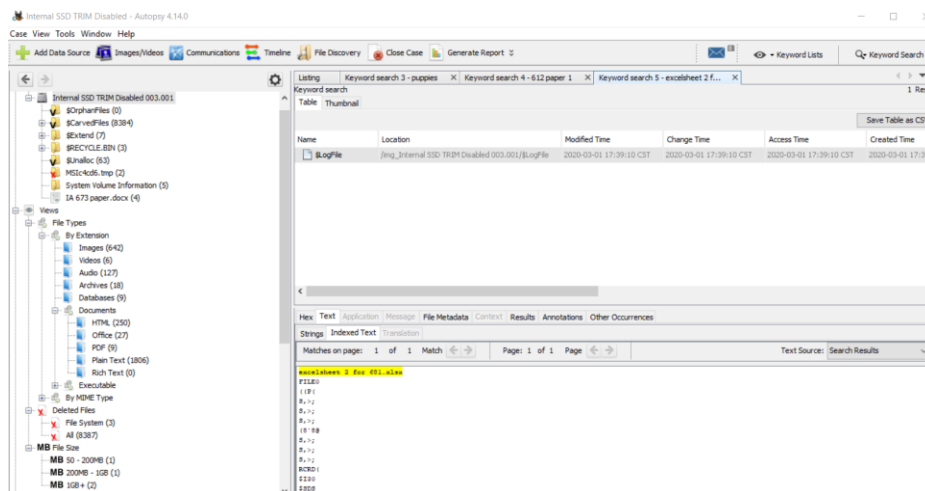 Internal SSD TRIM Disabled - Autopsy 4.14.0
Case View Tools Window Help
Add Data Source Images/Videos Communications Timeline File Discovery Close Case Generate Report Keyword Lists Keyword Search
Internal SSD TRIM Disabled 003.001
$OrphanFiles (0)
$CarvedFiles (8384)
$Extend (7)
$RECYCLE.BIN (3)
$Unalloc (63)
MSIc4cd6.tmp (2)
System Volume Information (5)
IA 673 paper.docx (4)
Views
File Types
By Extension
Images (642)
Videos (6)
Audio (127)
Archives (18)
Databases (9)
Documents
HTML (250)
Office (27)
PDF (9)
Plain Text (1806)
Rich Text (0)
Executable
By MIME Type
Deleted Files
File System (3)
All (8387)
MB File Size
MB 50 - 200MB (1)
MB 200MB - 1GB (1)
MB 1GB+ (2)
Listing Keyword search 3 - puppies Keyword search 4 - 612 paper 1 Keyword search 5 - excelsheet 2 f...
Keyword search 1 Res
Table Thumbnail
Save Table as CS
Name Location Modified Time Change Time Access Time Created Time
$LogFile /img_Internal SSD TRIM Disabled 003.001/$LogFile 2020-03-01 17:39:10 CST 2020-03-01 17:39:10 CST 2020-03-01 17:39:10 CST 2020-03-01 17:3
Hex Text Application Message File Metadata Context Results Annotations Other Occurrences
Strings Indexed Text Translation
Matches on page: 1 of 1 Match Page: 1 of 1 Page Text Source: Search Results
excelsheet 2 for 681.xlsx
FILE0
((P(
S,>;
S,>;
S,>;
S,>;
S,>;
S,>;
RCRD(
$ISO
$SDS